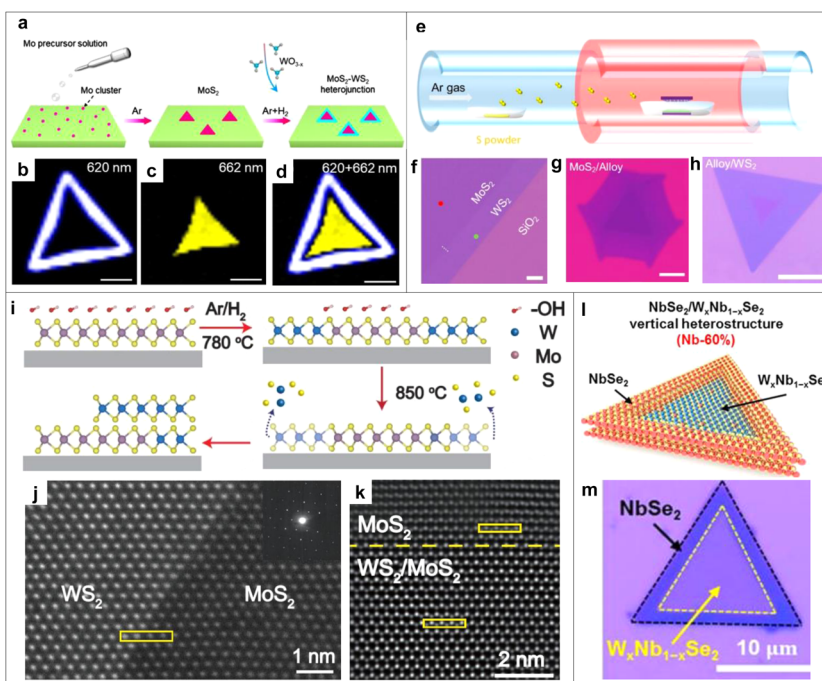 a
Mo precursor solution
Mo cluster
Ar
MoS₂
WO₃₋ₓ
Ar+H₂
MoS₂-WS₂
heterojunction
b
620 nm
c
662 nm
d
620+662 nm
e
Ar gas
S powder
f
MoS₂
WS₂
SiO₂
g
MoS₂/Alloy
h
Alloy/WS₂
i
Ar/H₂
780 °C
-OH
W
Mo
S
850 °C
j
WS₂
MoS₂
1 nm
k
MoS₂
WS₂/MoS₂
2 nm
l
NbSe₂/WₓNb₁₋ₓSe₂
vertical heterostructure
(Nb-60%)
NbSe₂
WₓNb₁₋ₓSe
m
NbSe₂
WₓNb₁₋ₓSe₂
10 μm